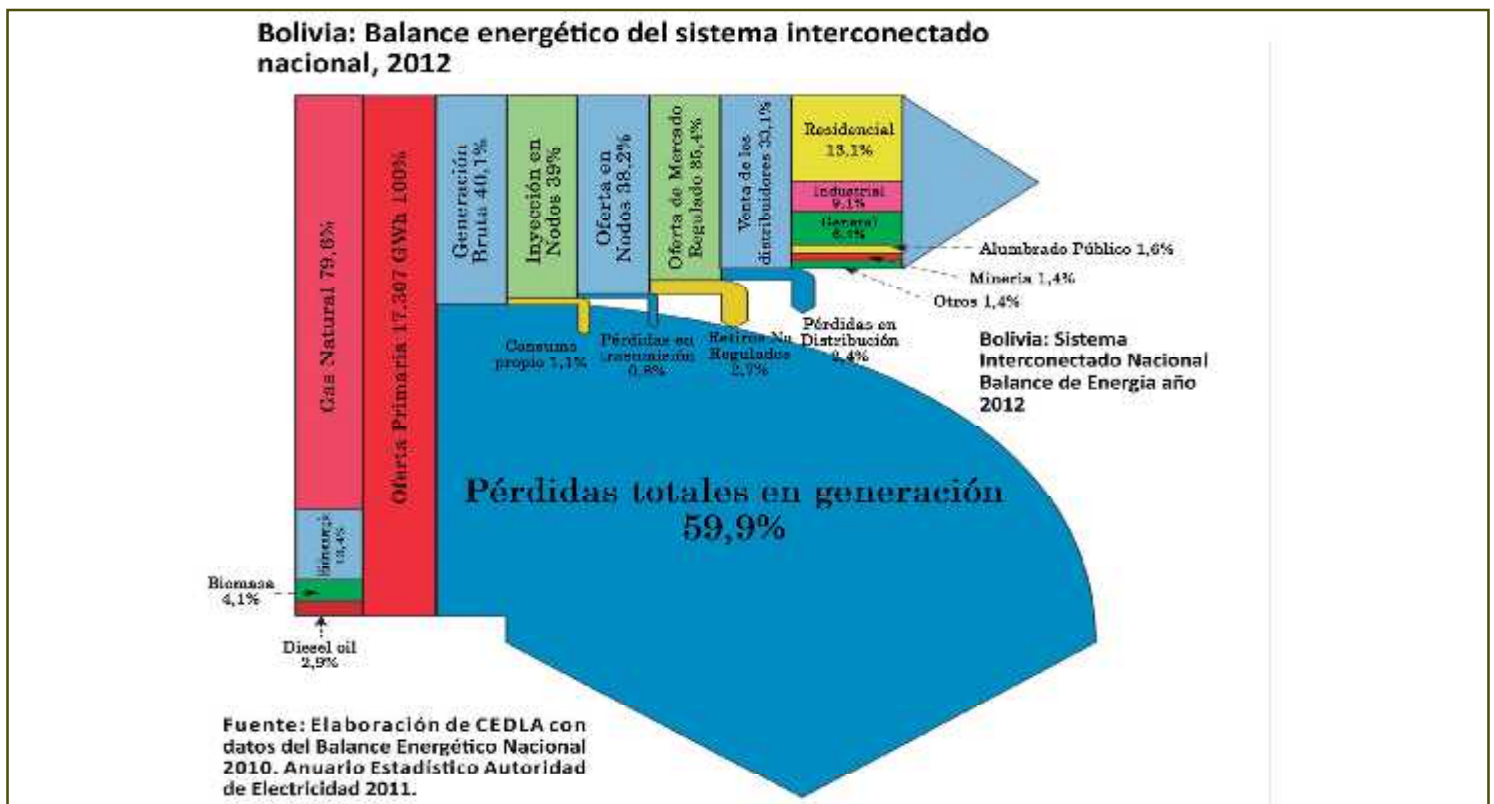 Bolivia: Balance energético del sistema interconectado
nacional, 2012
Gas Natural 79,6%
13,4%
Biomasa
4,1%
Diesel oil
2,9%
Oferta Primaria 17.307 GWh 100%
Generación
Bruta 40,1%
Inyección en
Nodos 39%
Oferta en
Nodos 38.2%
Oferta de Mercado
Regulado 35,4%
Venta de los
distribuidores 33,1%
Residencial
13,1%
Industrial
9,1%
General
Alumbrado Público 1,6%
Mineria 1,4%
Otros 1,4%
Consumo
propio 1,1%
Pérdidas en
0,8%
Retiros No
Regulados
2,7%
Pérdidas en
Distribución
Bolivia: Sistema
Interconectado Nacional
Balance de Energia año
2012
Pérdidas totales en generación
59,9%
Fuente: Elaboración de CEDLA con
datos del Balance Energético Nacional
2010. Anuario Estadístico Autoridad
de Electricidad 2011.